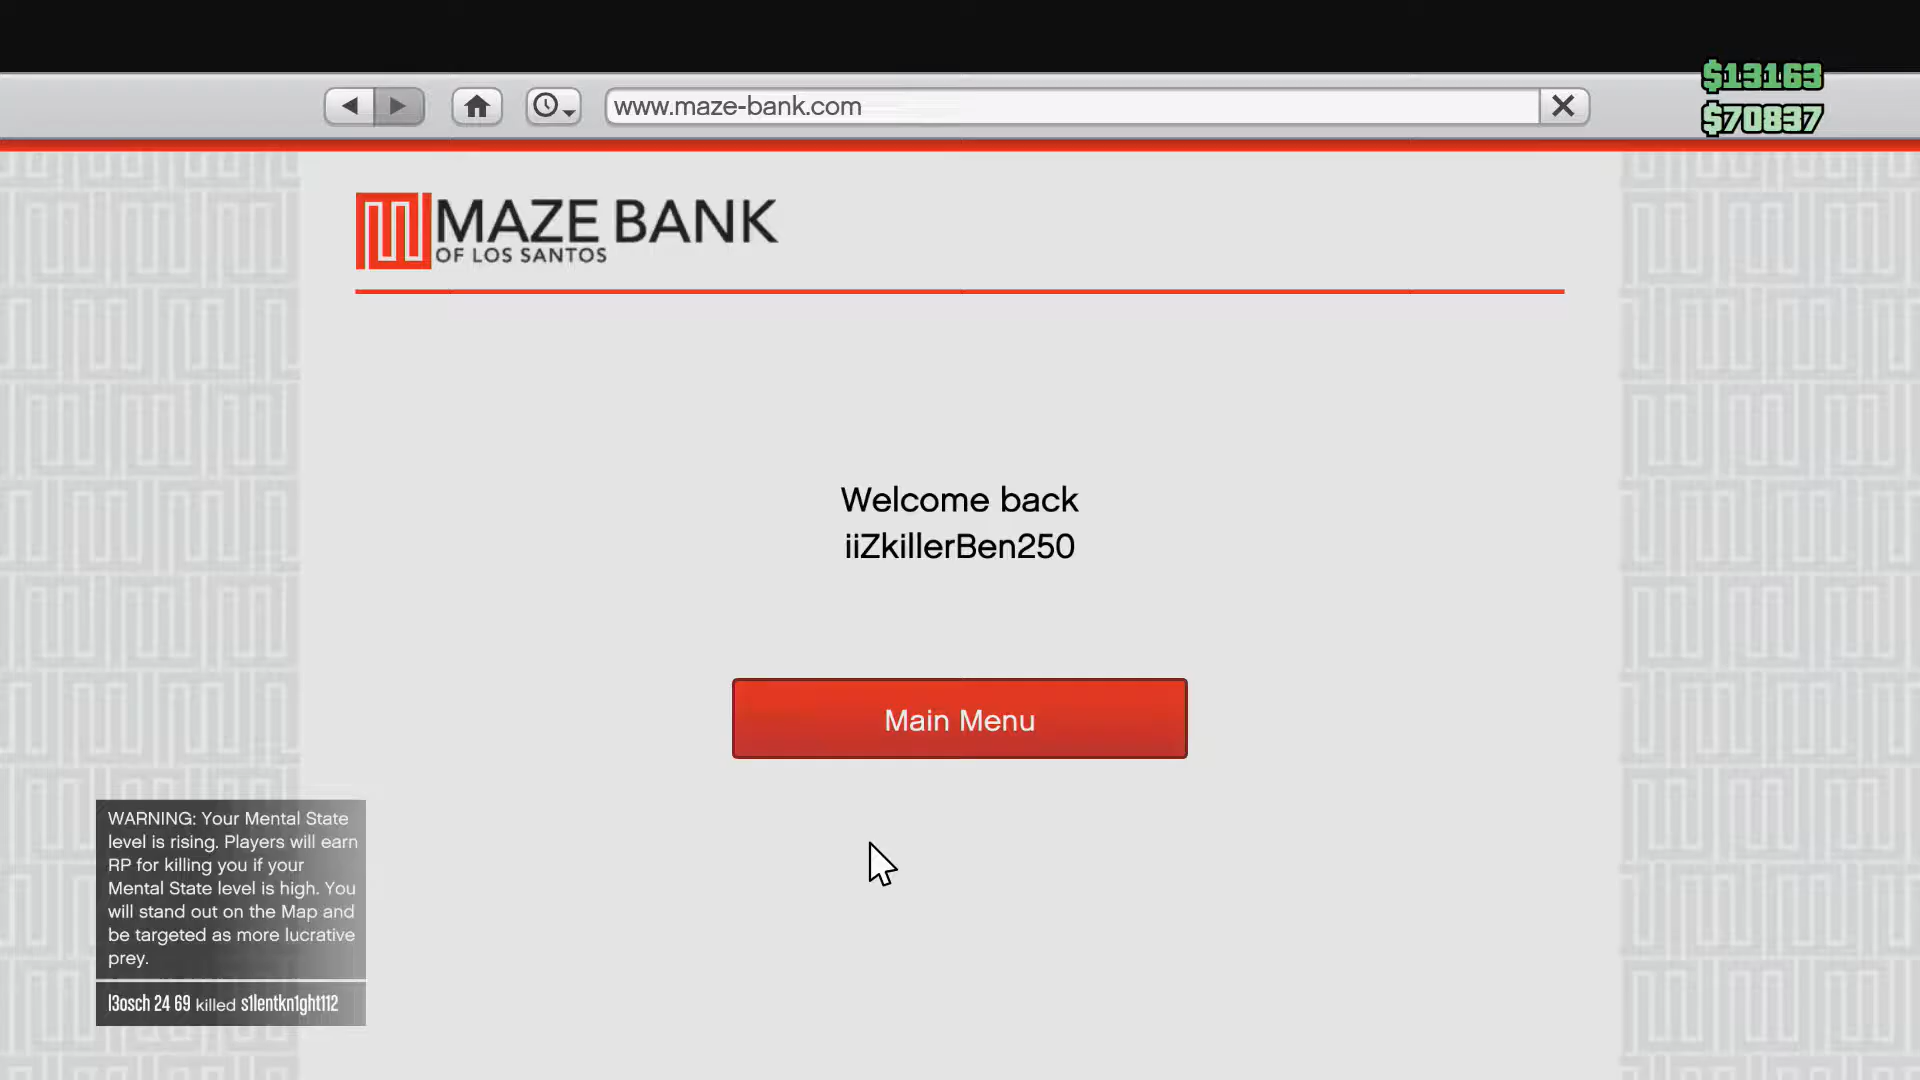 $13163
www.maze-bank.com
$70837
MAZE BANK
OF LOS SANTOS
Welcome back
iiZkillerBen250
Main Menu
WARNING: Your Mental State
level is rising. Players will earn
RP for killing you if your
Mental State level is high. You
will stand out on the Map and
be targeted as more lucrative
prey.
l3osch 24 69 killed s1lentkn1ght112